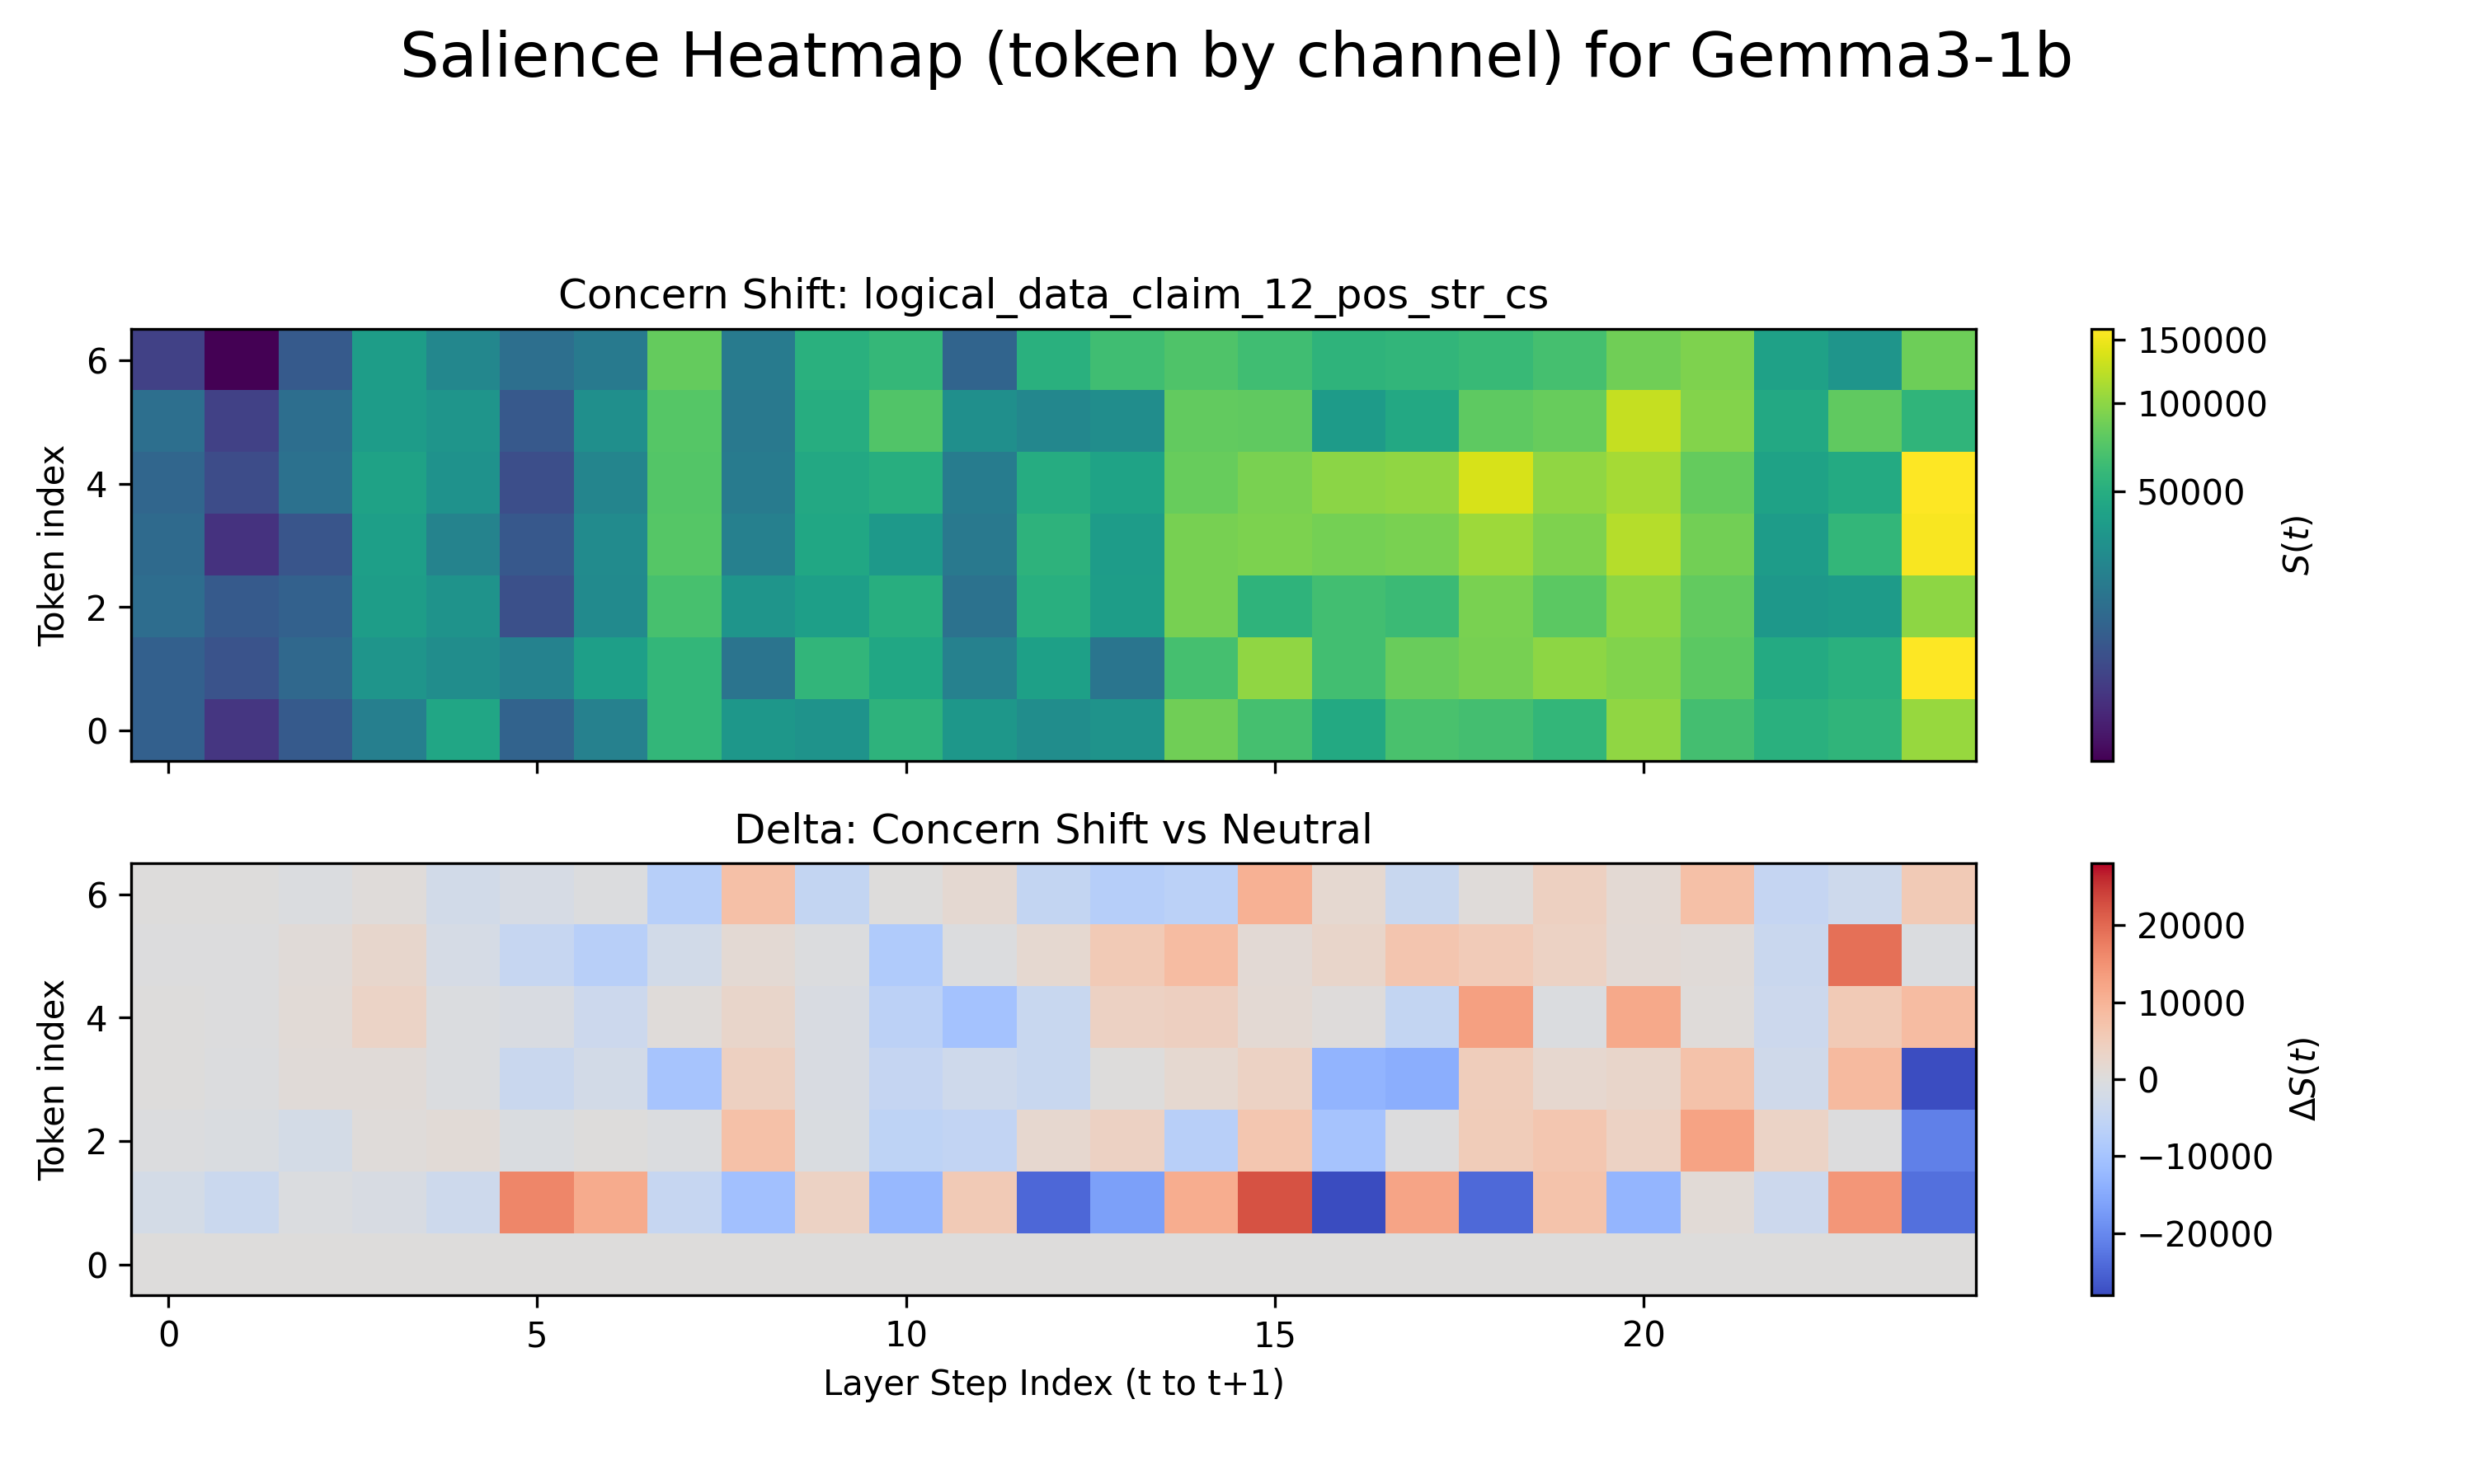 Salience Heatmap (token by channel) for Gemma3-1b
Concern Shift: logical_data_claim_12_pos_str_cs
Token index
6
4
2
0
150000
100000
50000
S(t)
Delta: Concern Shift vs Neutral
Token index
6
4
2
0
0
5
10
15
20
Layer Step Index (t to t+1)
20000
10000
0
−10000
−20000
ΔS(t)